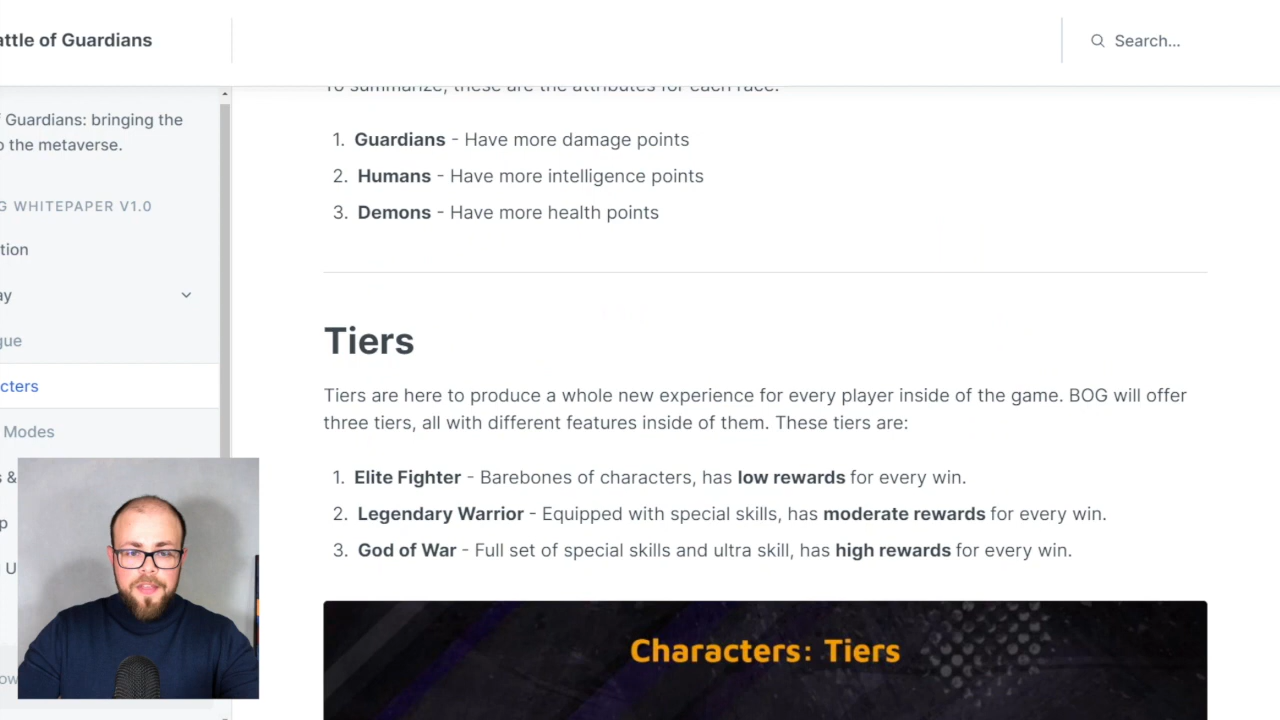 attle of Guardians
Search...
f Guardians: bringing the
o the metaverse.
G WHITEPAPER V1.0
tion
ay
gue
cters
Modes
s &
p
U
ow
To summarize, these are the attributes for each race:
1. Guardians - Have more damage points
2. Humans - Have more intelligence points
3. Demons - Have more health points
Tiers
Tiers are here to produce a whole new experience for every player inside of the game. BOG will offer
three tiers, all with different features inside of them. These tiers are:
1. Elite Fighter - Barebones of characters, has low rewards for every win.
2. Legendary Warrior - Equipped with special skills, has moderate rewards for every win.
3. God of War - Full set of special skills and ultra skill, has high rewards for every win.
Characters: Tiers